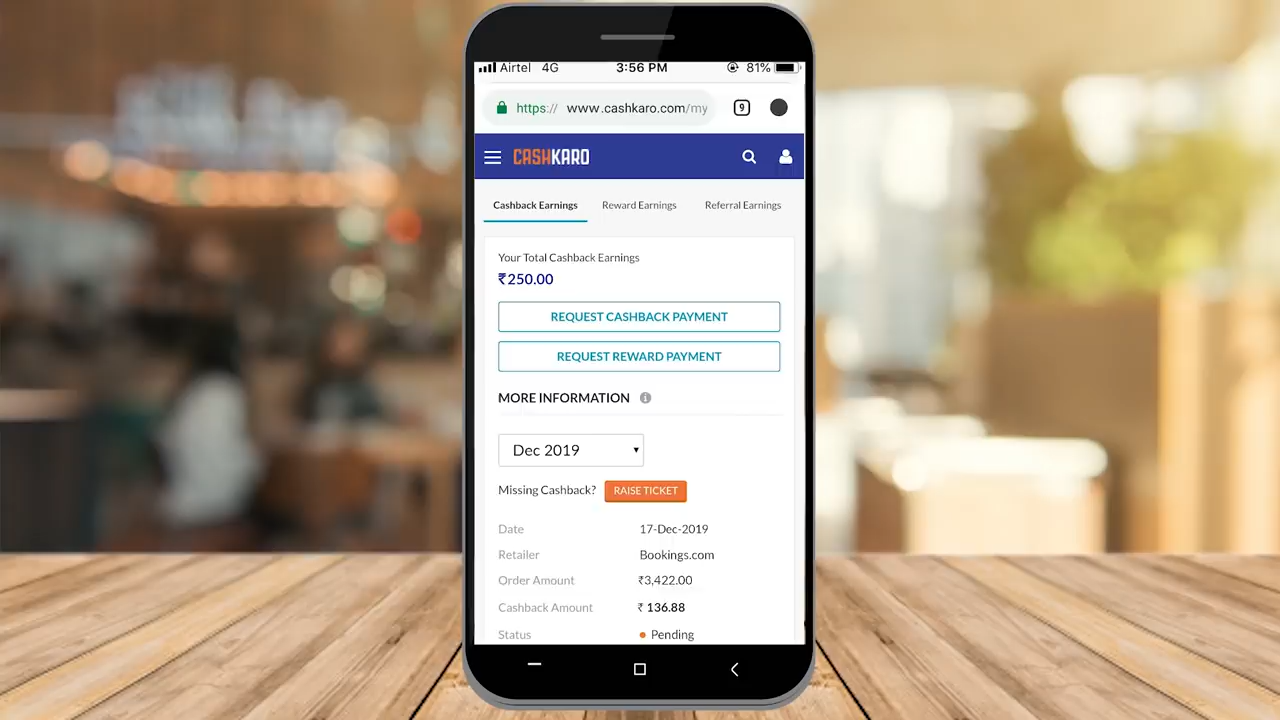 Airtel 4G 3:56 PM 81%
https:// www.cashkaro.com/my 9
CASHKARO
Cashback Earnings Reward Earnings Referral Earnings
Your Total Cashback Earnings
₹250.00
REQUEST CASHBACK PAYMENT
REQUEST REWARD PAYMENT
MORE INFORMATION i
Dec 2019
Missing Cashback? RAISE TICKET
Date 17-Dec-2019
Retailer Bookings.com
Order Amount ₹3,422.00
Cashback Amount ₹ 136.88
Status Pending